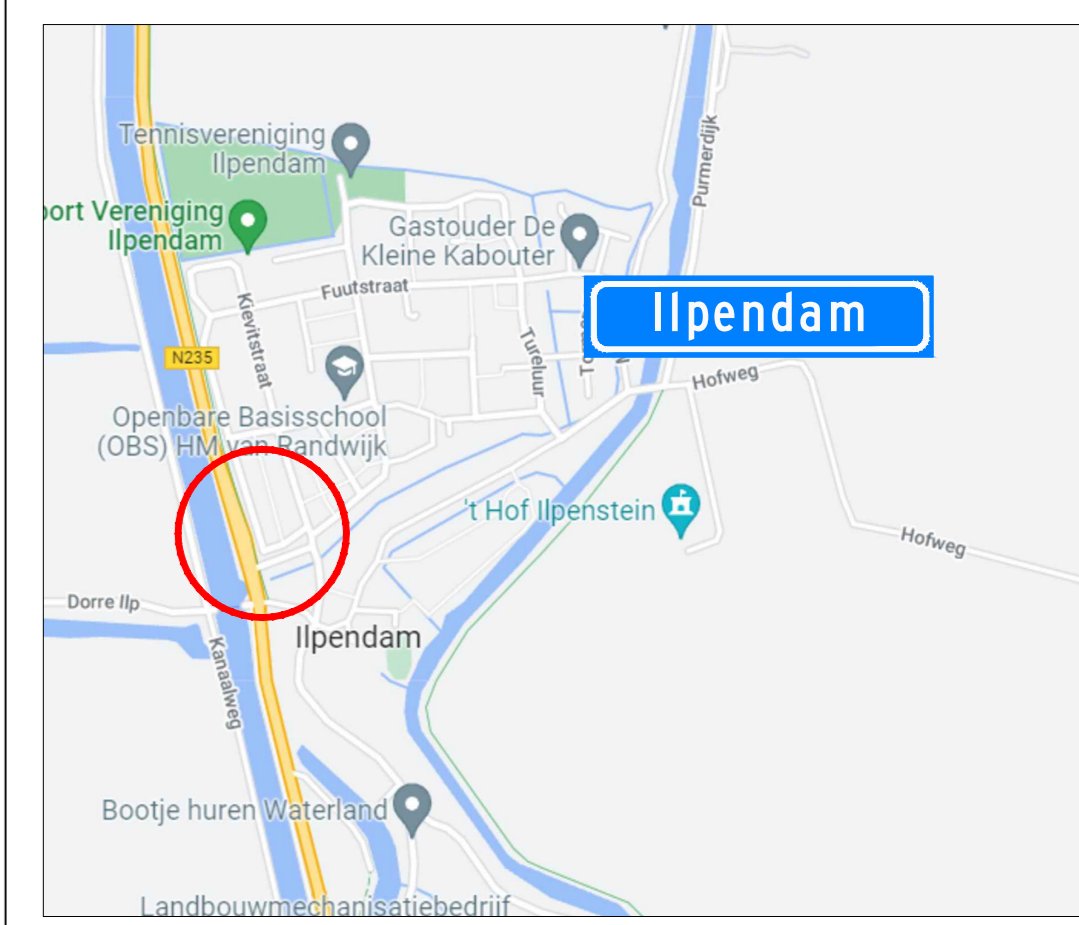 Tennisvereniging
Ilpendam
Purmerdijk
port Vereniging
Ilpendam
Gastouder De
Kleine Kabouter
Fuutstraat
Kievitstraat
Ilpendam
N235
Tureluur
Hofweg
Openbare Basisschool
(OBS) HM van Randwijk
't Hof Ilpenstein
Hofweg
Dorre Ilp
Ilpendam
Kanaalweg
Bootje huren Waterland
Landbouwmechanisatiebedrijf